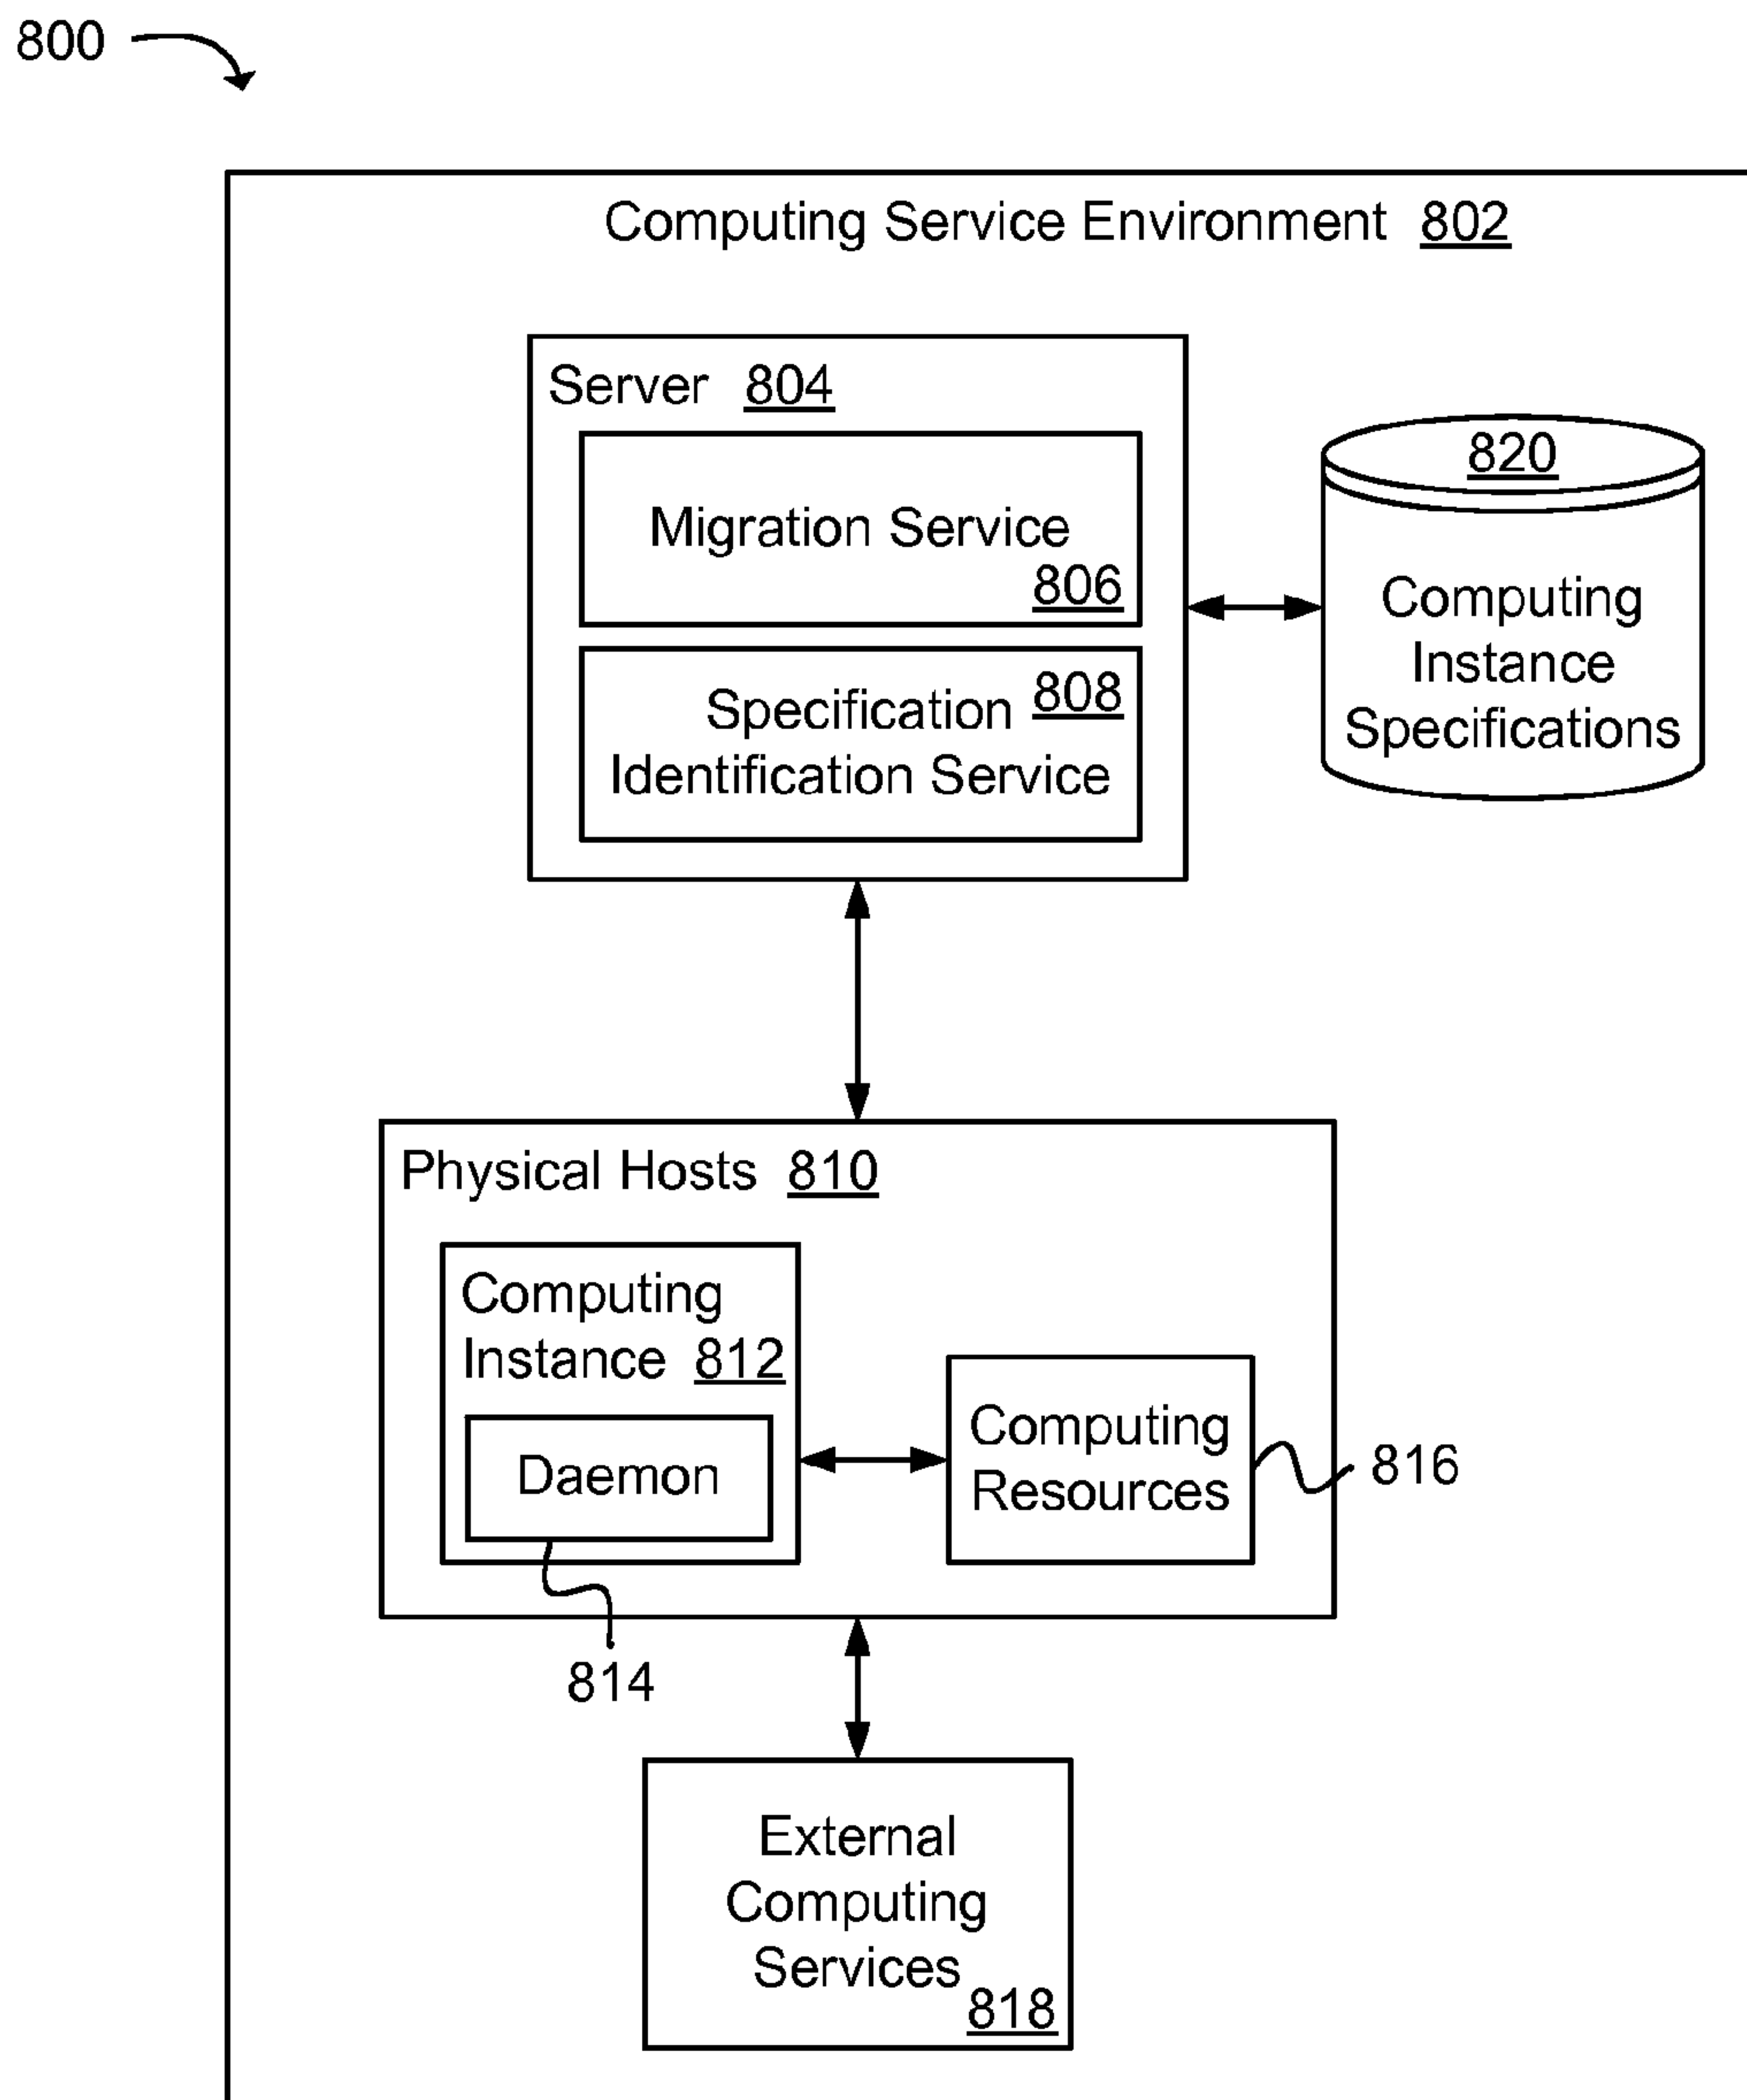 800
Computing Service Environment 802
Server 804
Migration Service
806
820
Computing
Instance
Specifications
Specification 808
Identification Service
Physical Hosts 810
Computing
Instance 812
Daemon
Computing
Resources
816
814
External
Computing
Services
818